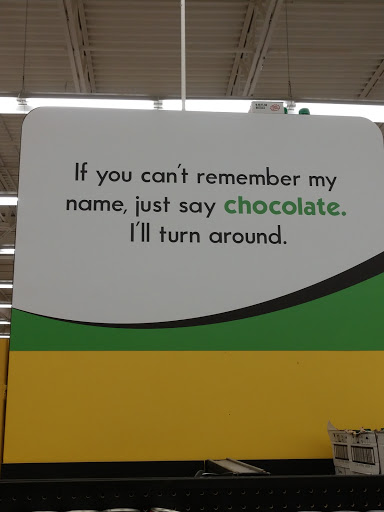 If you can't remember my
name, just say chocolate.
I'll turn around.